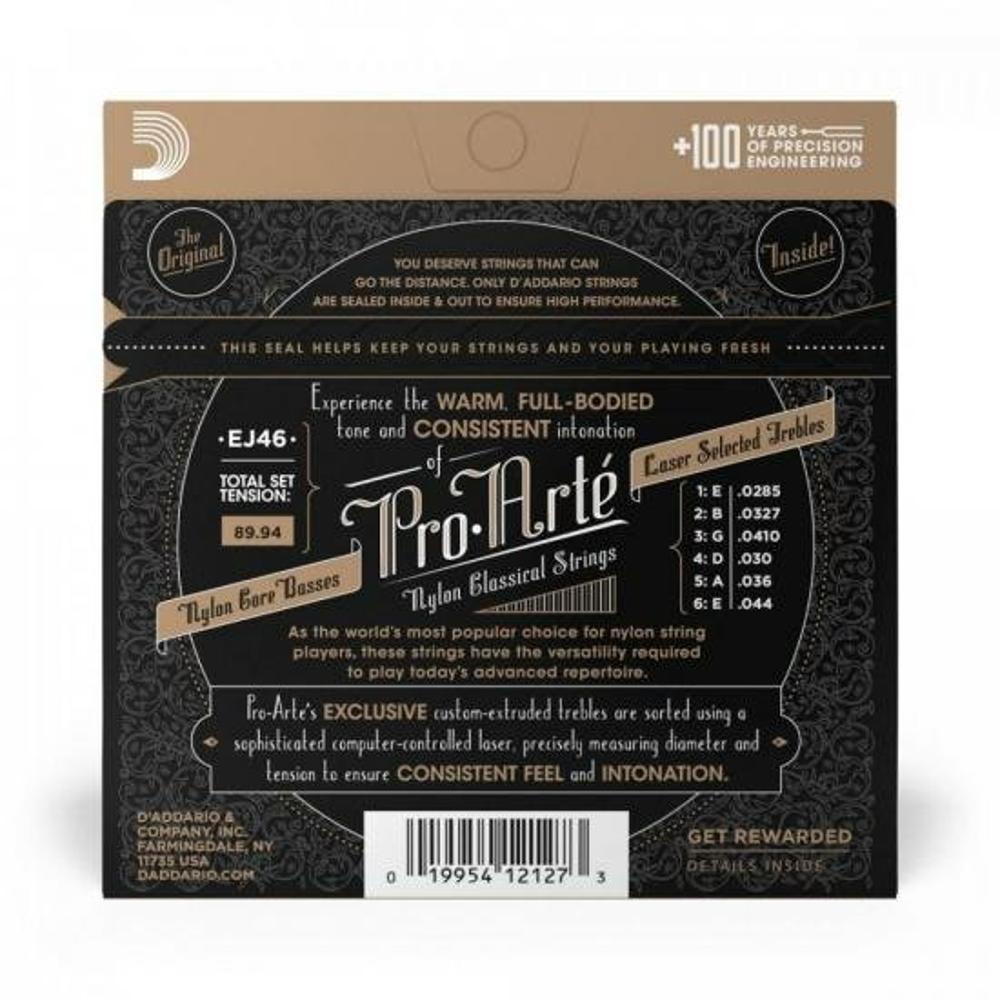 +100 YEARS
OF PRECISION
ENGINEERING
The
Original
Inside!
YOU DESERVE STRINGS THAT CAN
GO THE DISTANCE. ONLY D'ADDARIO STRINGS
ARE SEALED INSIDE & OUT TO ENSURE HIGH PERFORMANCE.
THIS SEAL HELPS KEEP YOUR STRINGS AND YOUR PLAYING FRESH
Experience the WARM, FULL-BODIED
tone and CONSISTENT intonation
of
Pro·Arté
Nylon Classical Strings
·EJ46·
TOTAL SET
TENSION:
89.94
Nylon Core Basses
Laser Selected Trebles
1: E .0285
2: B .0327
3: G .0410
4: D .030
5: A .036
6: E .044
As the world's most popular choice for nylon string
players, these strings have the versatility required
to play today's advanced repertoire.
Pro-Arté's EXCLUSIVE custom-extruded trebles are sorted using a
sophisticated computer-controlled laser, precisely measuring diameter and
tension to ensure CONSISTENT FEEL and INTONATION.
D'ADDARIO &
COMPANY, INC.
FARMINGDALE, NY
11735 USA
DADDARIO.COM
0 19954 12127 3
GET REWARDED
DETAILS INSIDE